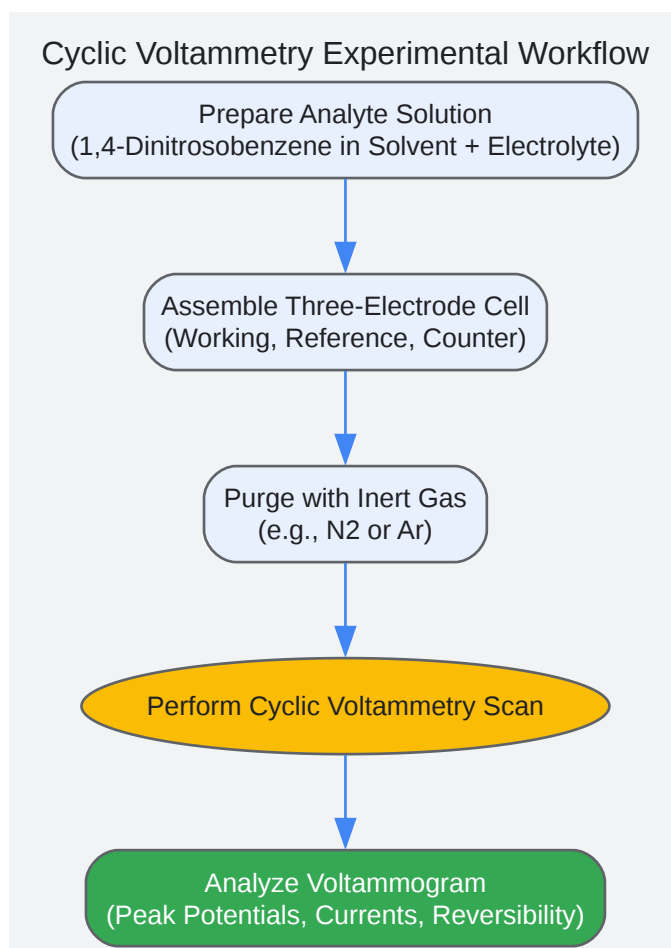 Cyclic Voltammetry Experimental Workflow
Prepare Analyte Solution
(1,4-Dinitrosobenzene in Solvent + Electrolyte)
Assemble Three-Electrode Cell
(Working, Reference, Counter)
Purge with Inert Gas
(e.g., N2 or Ar)
Perform Cyclic Voltammetry Scan
Analyze Voltammogram
(Peak Potentials, Currents, Reversibility)